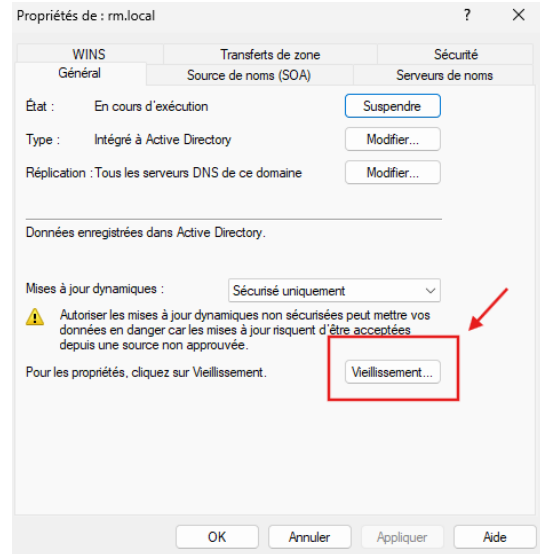 Propriétés de : rm.local
? ×
WINS Transferts de zone Sécurité
Général Source de noms (SOA) Serveurs de noms
État : En cours d'exécution Suspendre
Type : Intégré à Active Directory Modifier...
Réplication : Tous les serveurs DNS de ce domaine Modifier...
Données enregistrées dans Active Directory.
Mises à jour dynamiques : Sécurisé uniquement
Autoriser les mises à jour dynamiques non sécurisées peut mettre vos
données en danger car les mises à jour risquent d'être acceptées
depuis une source non approuvée.
Pour les propriétés, cliquez sur Vieillissement. Vieillissement...
OK Annuler Appliquer Aide